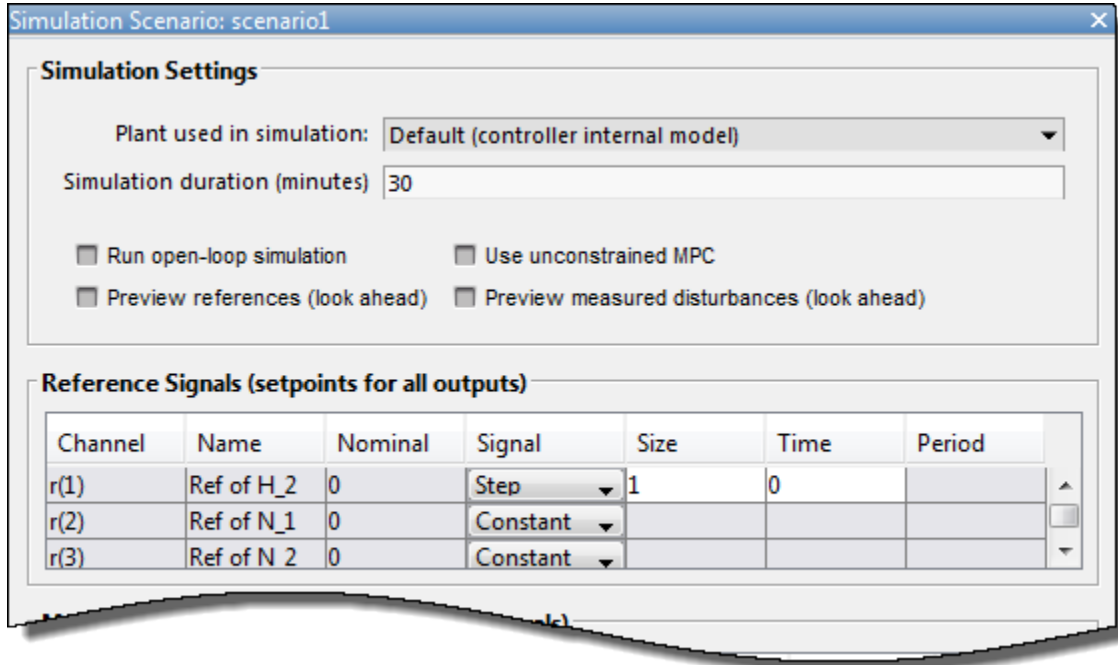 Simulation Scenario: scenario1
Simulation Settings
Plant used in simulation: Default (controller internal model)
Simulation duration (minutes) 30
Run open-loop simulation Use unconstrained MPC
Preview references (look ahead) Preview measured disturbances (look ahead)
Reference Signals (setpoints for all outputs)
Channel Name Nominal Signal Size Time Period
r(1) Ref of H_2 0 Step 1 0
r(2) Ref of N_1 0 Constant
r(3) Ref of N_2 0 Constant